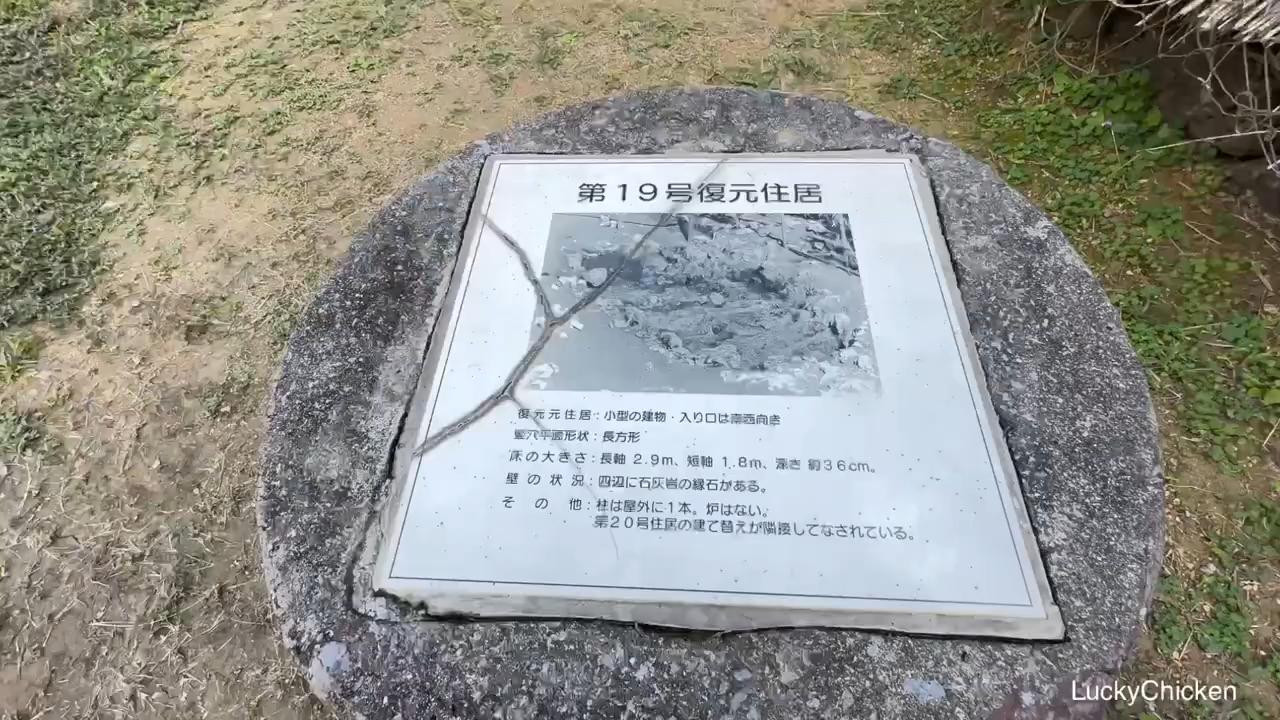 第19号復元住居
復元元住居：小型の建物・入り口は南西向き
竪穴平面形状：長方形
床の大きさ：長軸 2.9m、短軸 1.8m、深さ 約36cm。
壁の状況：四辺に石灰岩の縁石がある。
その他：柱は屋外に1本。炉はない。
第20号住居の建て替えが隣接してなされている。
LuckyChicken